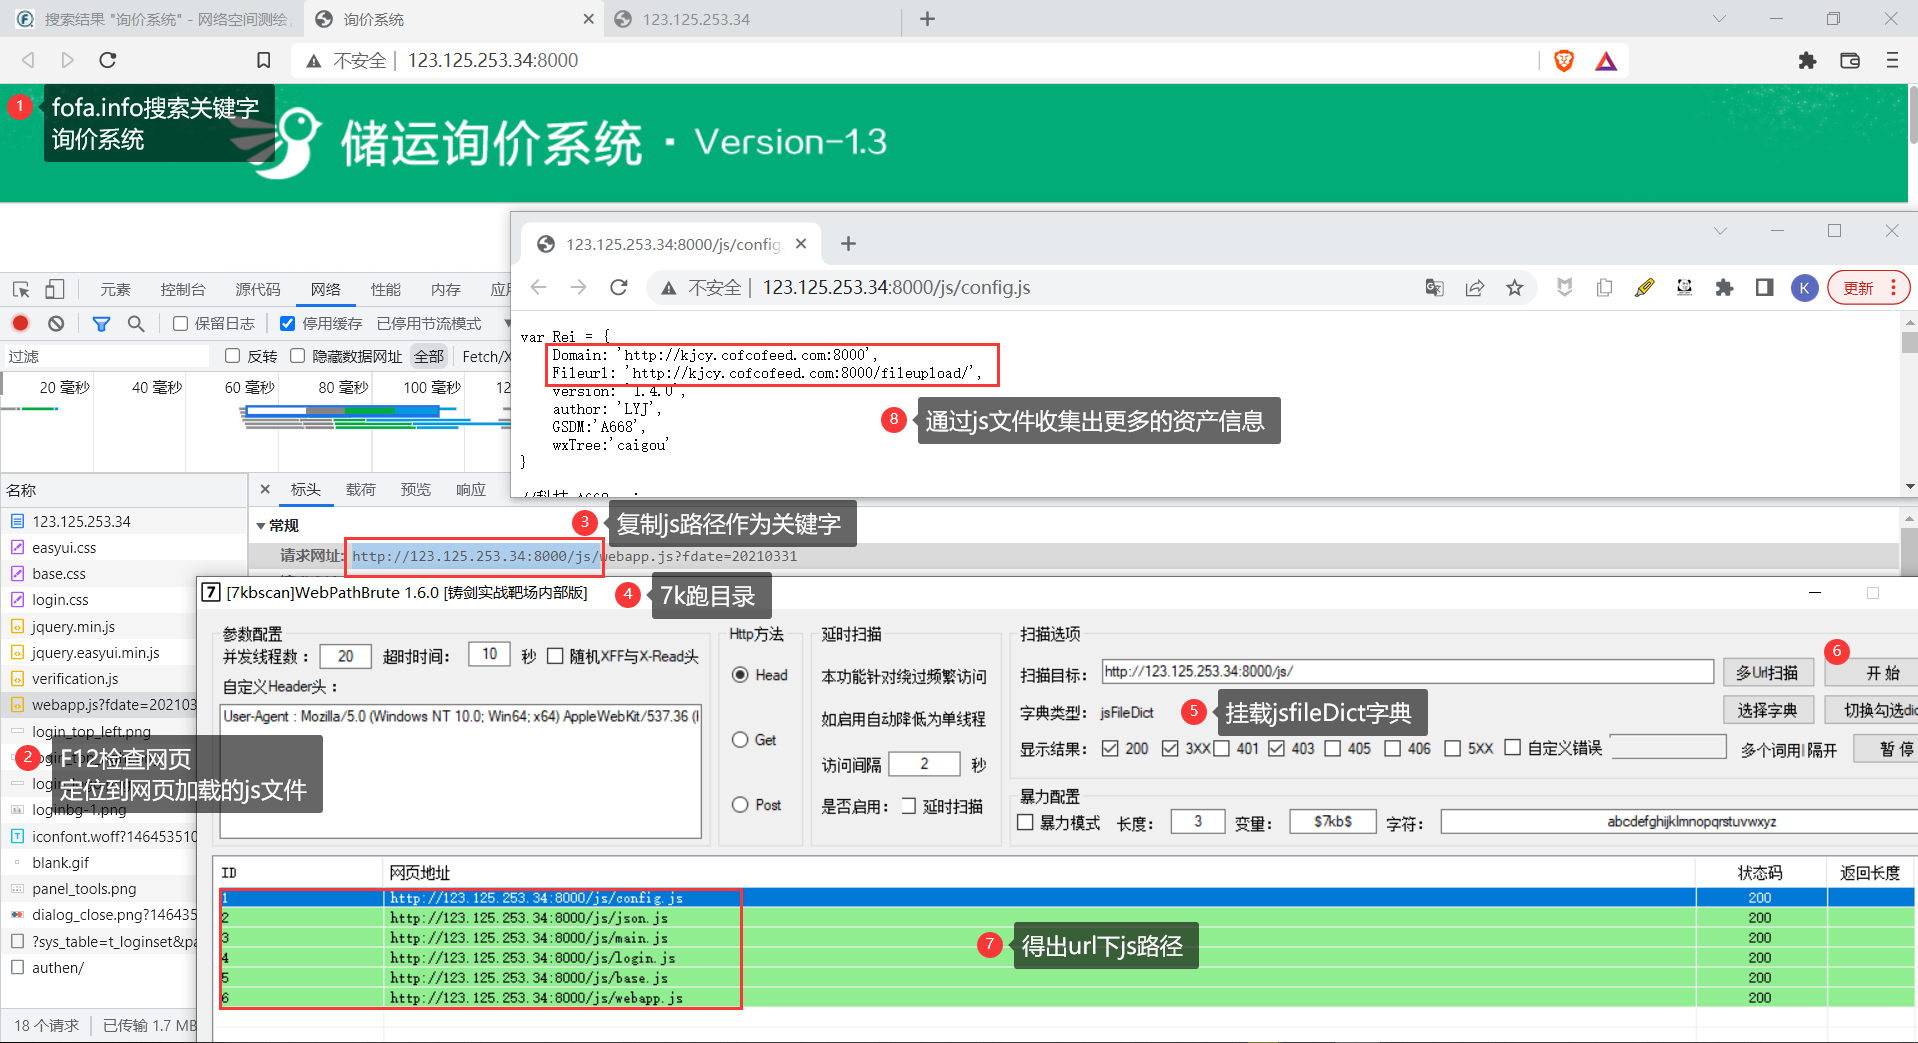 搜索结果 "询价系统" - 网络空间测绘
询价系统
123.125.253.34
不安全
123.125.253.34:8000
1
fofa.info搜索关键字
询价系统
储运询价系统 · Version-1.3
123.125.253.34:8000/js/config
不安全
123.125.253.34:8000/js/config.js
K
更新
元素 控制台 源代码 网络 性能 内存 应用
保留日志 停用缓存 已停用节流模式
过滤 反转 隐藏数据网址 全部 Fetch/X
20 毫秒 40 毫秒 60 毫秒 80 毫秒 100 毫秒
var Rei = {
Domain: 'http://kjcy.cofcofeed.com:8000',
Fileurl: 'http://kjcy.cofcofeed.com:8000/fileupload/',
version: '1.4.0',
author: 'LYJ',
GSDM:'A668',
wxTree:'caigou'
}
8
通过js文件收集出更多的资产信息
名称
标头 载荷 预览 响应
常规
请求网址: http://123.125.253.34:8000/js/webapp.js?fdate=20210331
3
复制js路径作为关键字
123.125.253.34
easyui.css
base.css
login.css
jquery.min.js
jquery.easyui.min.js
verification.js
webapp.js?fdate=202103
login_top_left.png
2
F12检查网页
定位到网页加载的js文件
loginbg-1.png
iconfont.woff?146453510
blank.gif
panel_tools.png
dialog_close.png?146435
?sys_table=t_loginset&pa
authen/
18 个请求 已传输 1.7 MB
7 [7kbscan]WebPathBrute 1.6.0 [铸剑实战靶场内部版]
4
7k跑目录
参数配置
并发线程数： 20 超时时间： 10 秒 随机XFF与X-Read头
自定义Header头：
User-Agent : Mozilla/5.0 (Windows NT 10.0; Win64; x64) AppleWebKit/537.36 (
Http方法
Head
Get
Post
延时扫描
本功能针对绕过频繁访问
如启用自动降低为单线程
访问间隔 2 秒
是否启用： 延时扫描
扫描选项
扫描目标： http://123.125.253.34:8000/js/ 多Url扫描
6
开 始
字典类型： jsFileDict
5
挂载jsfileDict字典
选择字典 切换勾选dic
显示结果： 200 3XX 401 403 405 406 5XX 自定义错误 多个词用|隔开 暂 停
暴力配置
暴力模式 长度： 3 变量： $7kb$ 字符： abcdefghijklmnopqrstuvwxyz
ID 网页地址 状态码 返回长度
1 http://123.125.253.34:8000/js/config.js 200
2 http://123.125.253.34:8000/js/json.js 200
3 http://123.125.253.34:8000/js/main.js 200
4 http://123.125.253.34:8000/js/login.js 200
5 http://123.125.253.34:8000/js/base.js 200
6 http://123.125.253.34:8000/js/webapp.js 200
7
得出url下js路径